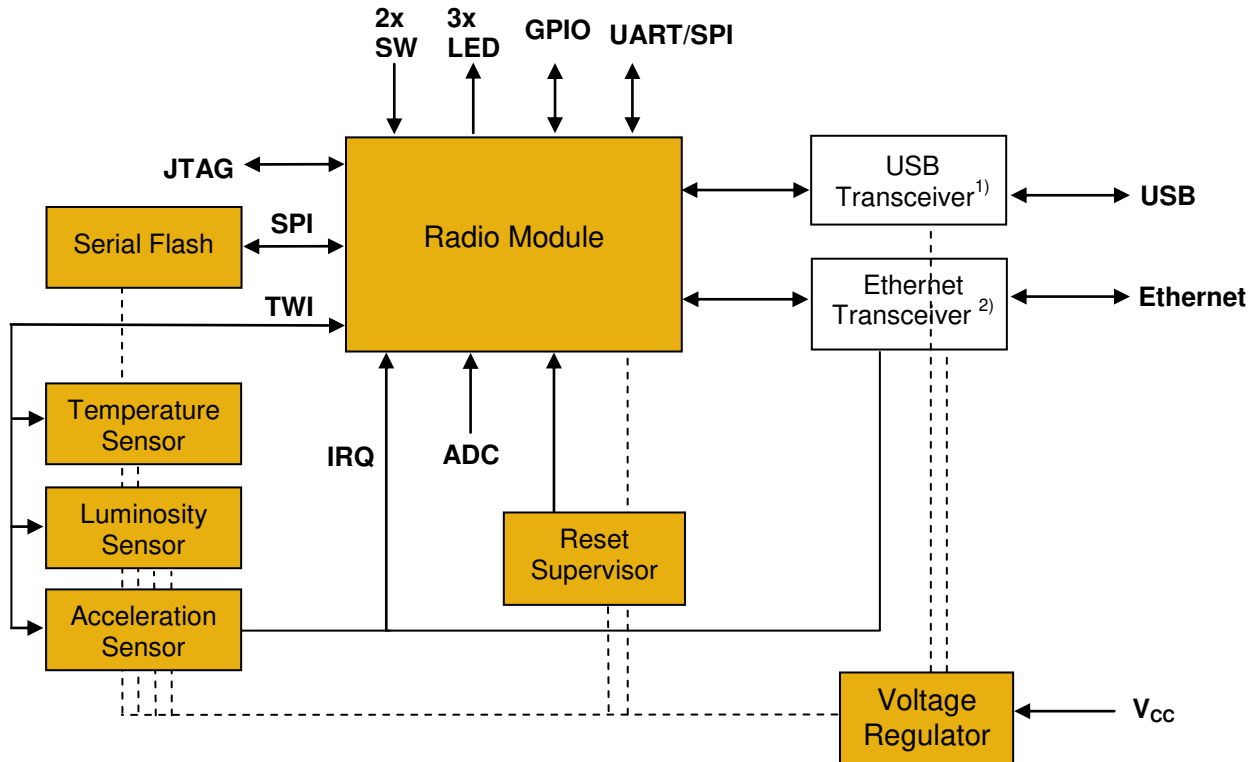 2x
SW
3x
LED
GPIO
UART/SPI
JTAG
SPI
TWI
Serial Flash
Radio Module
USB
Transceiver1)
USB
Ethernet
Transceiver 2)
Ethernet
Temperature
Sensor
Luminosity
Sensor
Acceleration
Sensor
IRQ
ADC
Reset
Supervisor
Voltage
Regulator
VCC